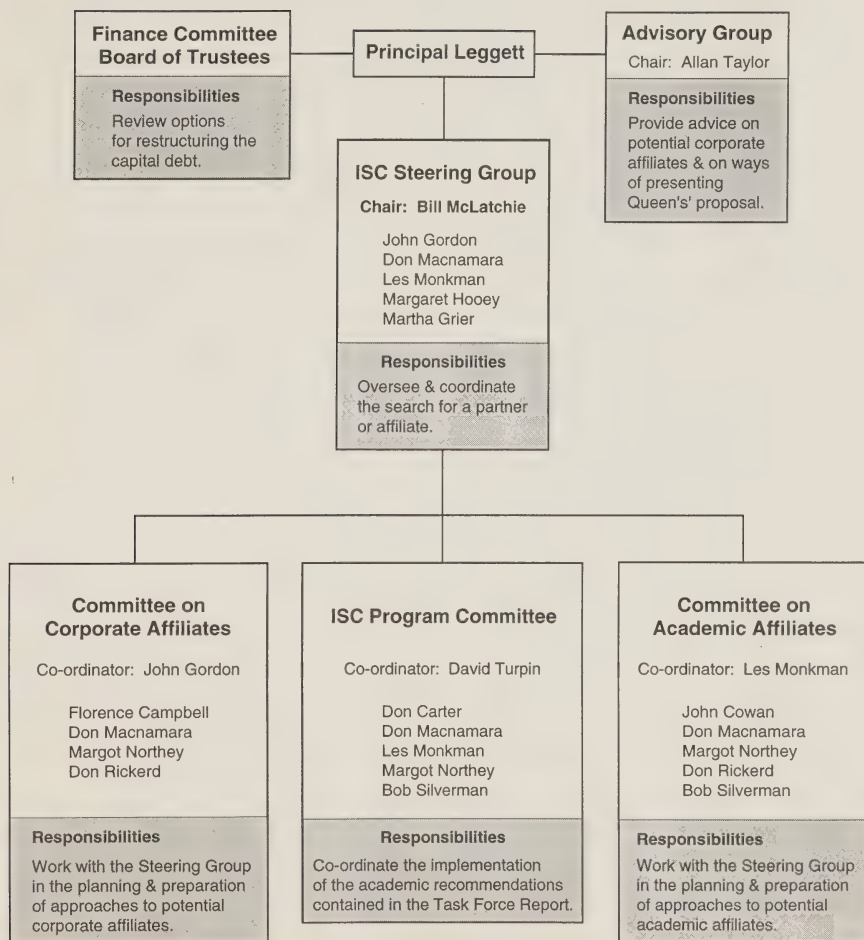 Finance Committee
Board of Trustees
Responsibilities
Review options
for restructuring the
capital debt.
Principal Leggett
Advisory Group
Chair: Allan Taylor
Responsibilities
Provide advice on
potential corporate
affiliates & on ways
of presenting
Queen's' proposal.
ISC Steering Group
Chair: Bill McLatchie
John Gordon
Don Macnamara
Les Monkman
Margaret Hooey
Martha Grier
Responsibilities
Oversee & coordinate
the search for a partner
or affiliate.
Committee on
Corporate Affiliates
Co-ordinator: John Gordon
Florence Campbell
Don Macnamara
Margot Northey
Don Rickerd
Responsibilities
Work with the Steering Group
in the planning & preparation
of approaches to potential
corporate affiliates.
ISC Program Committee
Co-ordinator: David Turpin
Don Carter
Don Macnamara
Les Monkman
Margot Northey
Bob Silverman
Responsibilities
Co-ordinate the implementation
of the academic recommendations
contained in the Task Force Report.
Committee on
Academic Affiliates
Co-ordinator: Les Monkman
John Cowan
Don Macnamara
Margot Northey
Don Rickerd
Bob Silverman
Responsibilities
Work with the Steering Group
in the planning & preparation
of approaches to potential
academic affiliates.